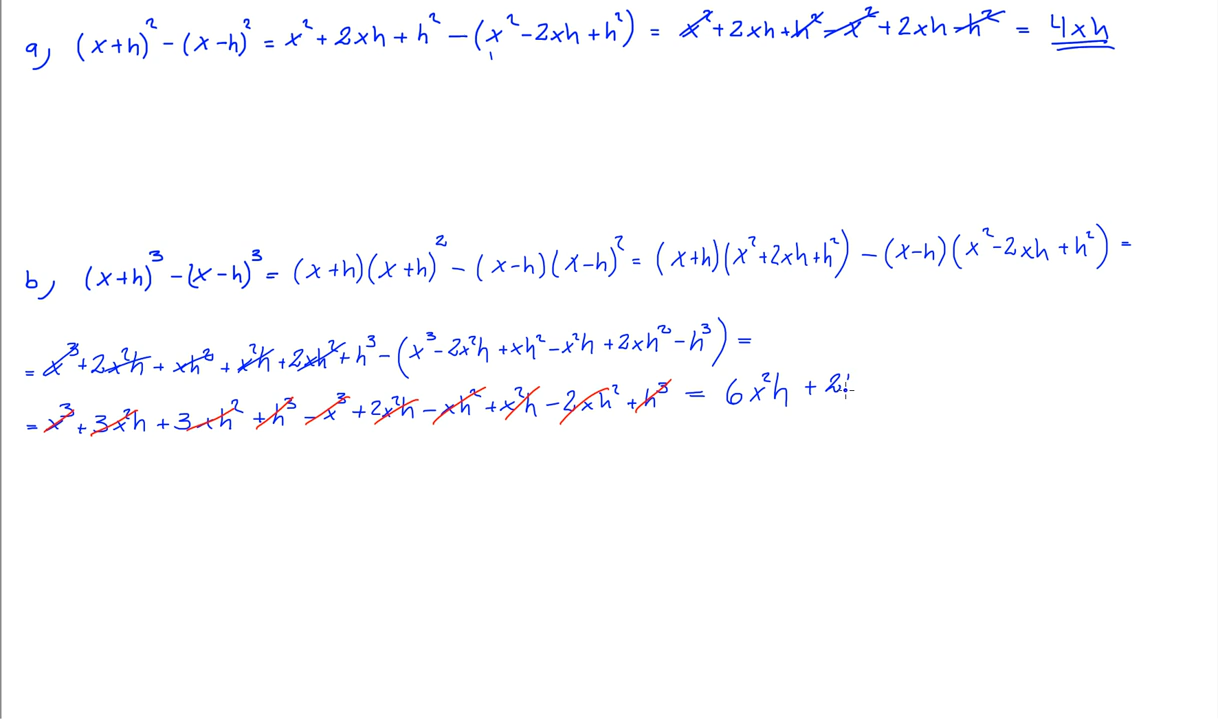 a) (x+h)² - (x-h)² = x² + 2xh + h² - (x² - 2xh + h²) = x² + 2xh + h² - x² + 2xh - h² = 4xh
b) (x+h)³ - (x-h)³ = (x+h)(x+h)² - (x-h)(x-h)² = (x+h)(x² + 2xh + h²) - (x-h)(x² - 2xh + h²) =
= x³ + 2x²h + xh² + x²h + 2xh² + h³ - (x³ - 2x²h + xh² - x²h + 2xh² - h³) =
= x³ + 3x²h + 3xh² + h³ - x³ + 2x²h - xh² + x²h - 2xh² + h³ = 6x²h + 2